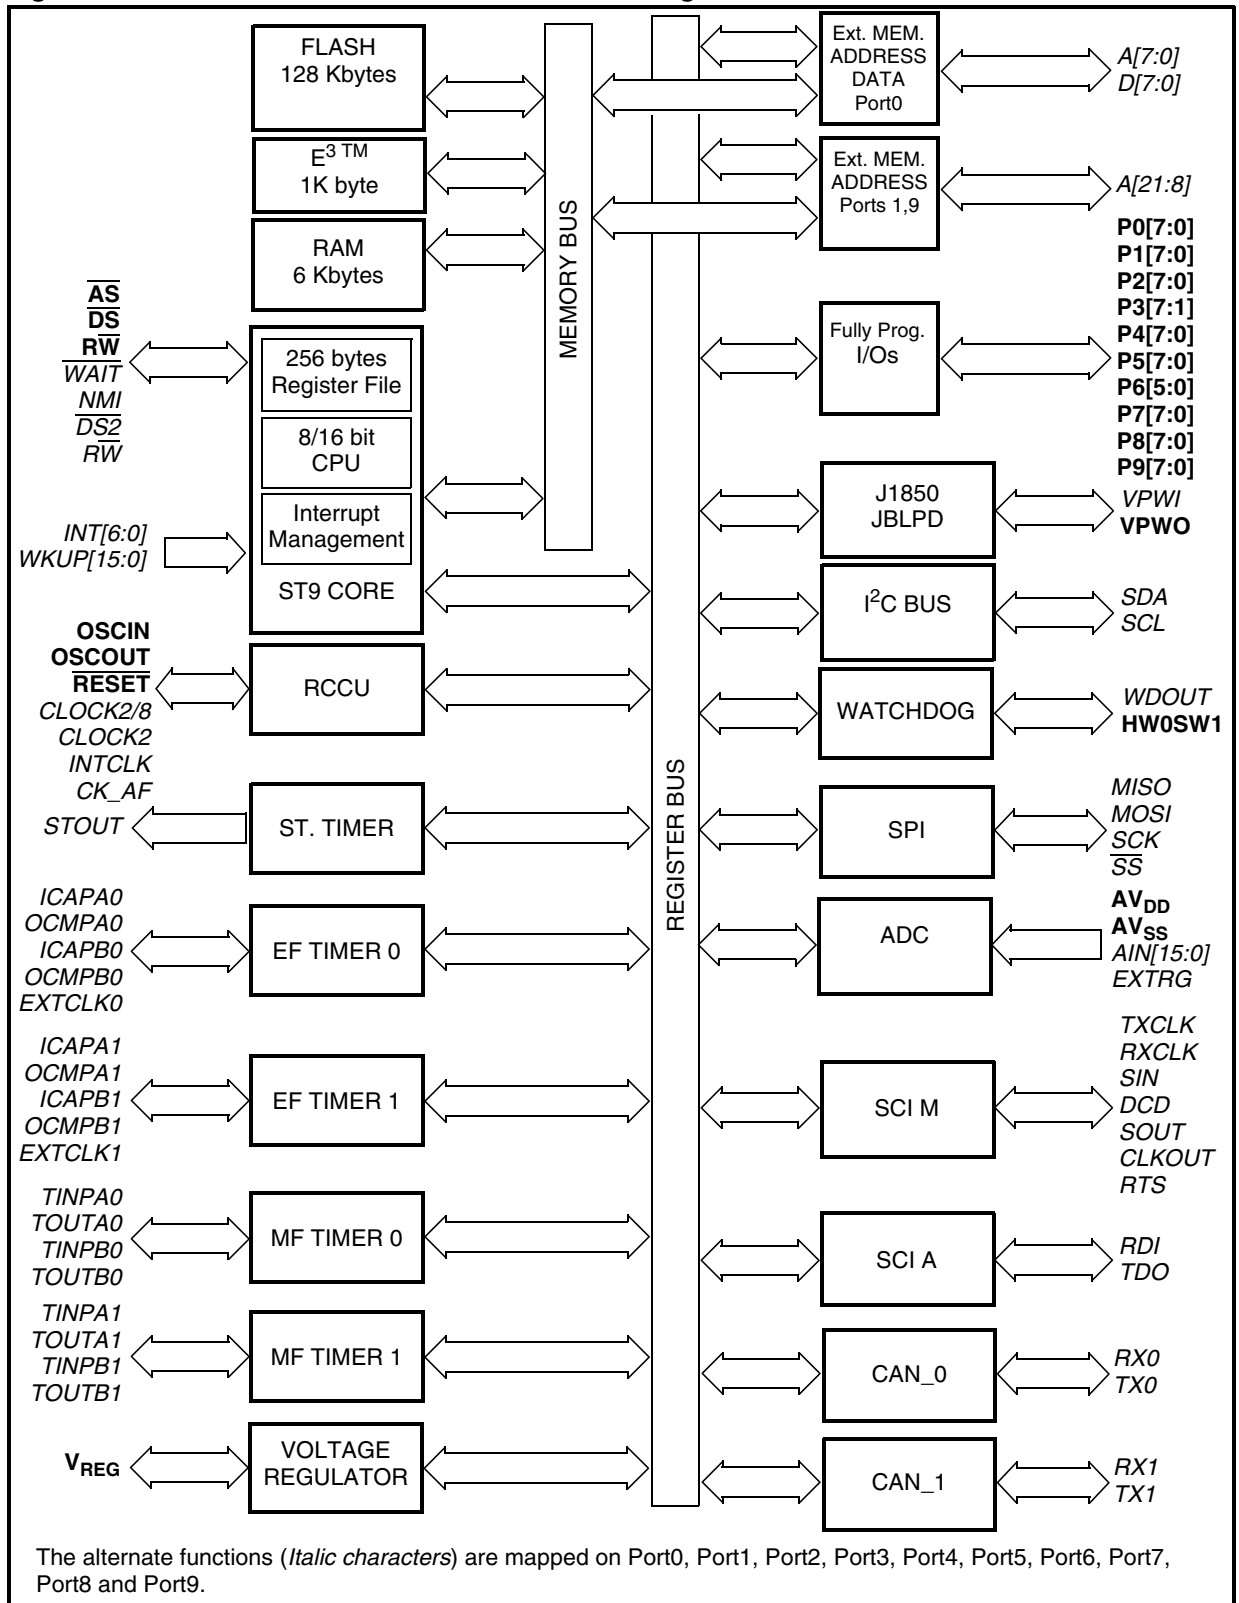 FLASH
128 Kbytes
E3 TM
1K byte
RAM
6 Kbytes
AS
DS
RW
WAIT
NMI
DS2
RW
256 bytes
Register File
8/16 bit
CPU
Interrupt
Management
ST9 CORE
INT[6:0]
WKUP[15:0]
OSCIN
OSCOUT
RESET
CLOCK2/8
CLOCK2
INTCLK
CK_AF
RCCU
STOUT
ST. TIMER
ICAPA0
OCMPA0
ICAPB0
OCMPB0
EXTCLK0
EF TIMER 0
ICAPA1
OCMPA1
ICAPB1
OCMPB1
EXTCLK1
EF TIMER 1
TINPA0
TOUTA0
TINPB0
TOUTB0
MF TIMER 0
TINPA1
TOUTA1
TINPB1
TOUTB1
MF TIMER 1
VREG
VOLTAGE
REGULATOR
MEMORY BUS
REGISTER BUS
Ext. MEM.
ADDRESS
DATA
Port0
A[7:0]
D[7:0]
Ext. MEM.
ADDRESS
Ports 1,9
A[21:8]
Fully Prog.
I/Os
P0[7:0]
P1[7:0]
P2[7:0]
P3[7:1]
P4[7:0]
P5[7:0]
P6[5:0]
P7[7:0]
P8[7:0]
P9[7:0]
J1850
JBLPD
VPWI
VPWO
I2C BUS
SDA
SCL
WATCHDOG
WDOUT
HW0SW1
SPI
MISO
MOSI
SCK
SS
ADC
AVDD
AVSS
AIN[15:0]
EXTRG
SCI M
TXCLK
RXCLK
SIN
DCD
SOUT
CLKOUT
RTS
SCI A
RDI
TDO
CAN_0
RX0
TX0
CAN_1
RX1
TX1
The alternate functions (Italic characters) are mapped on Port0, Port1, Port2, Port3, Port4, Port5, Port6, Port7,
Port8 and Port9.